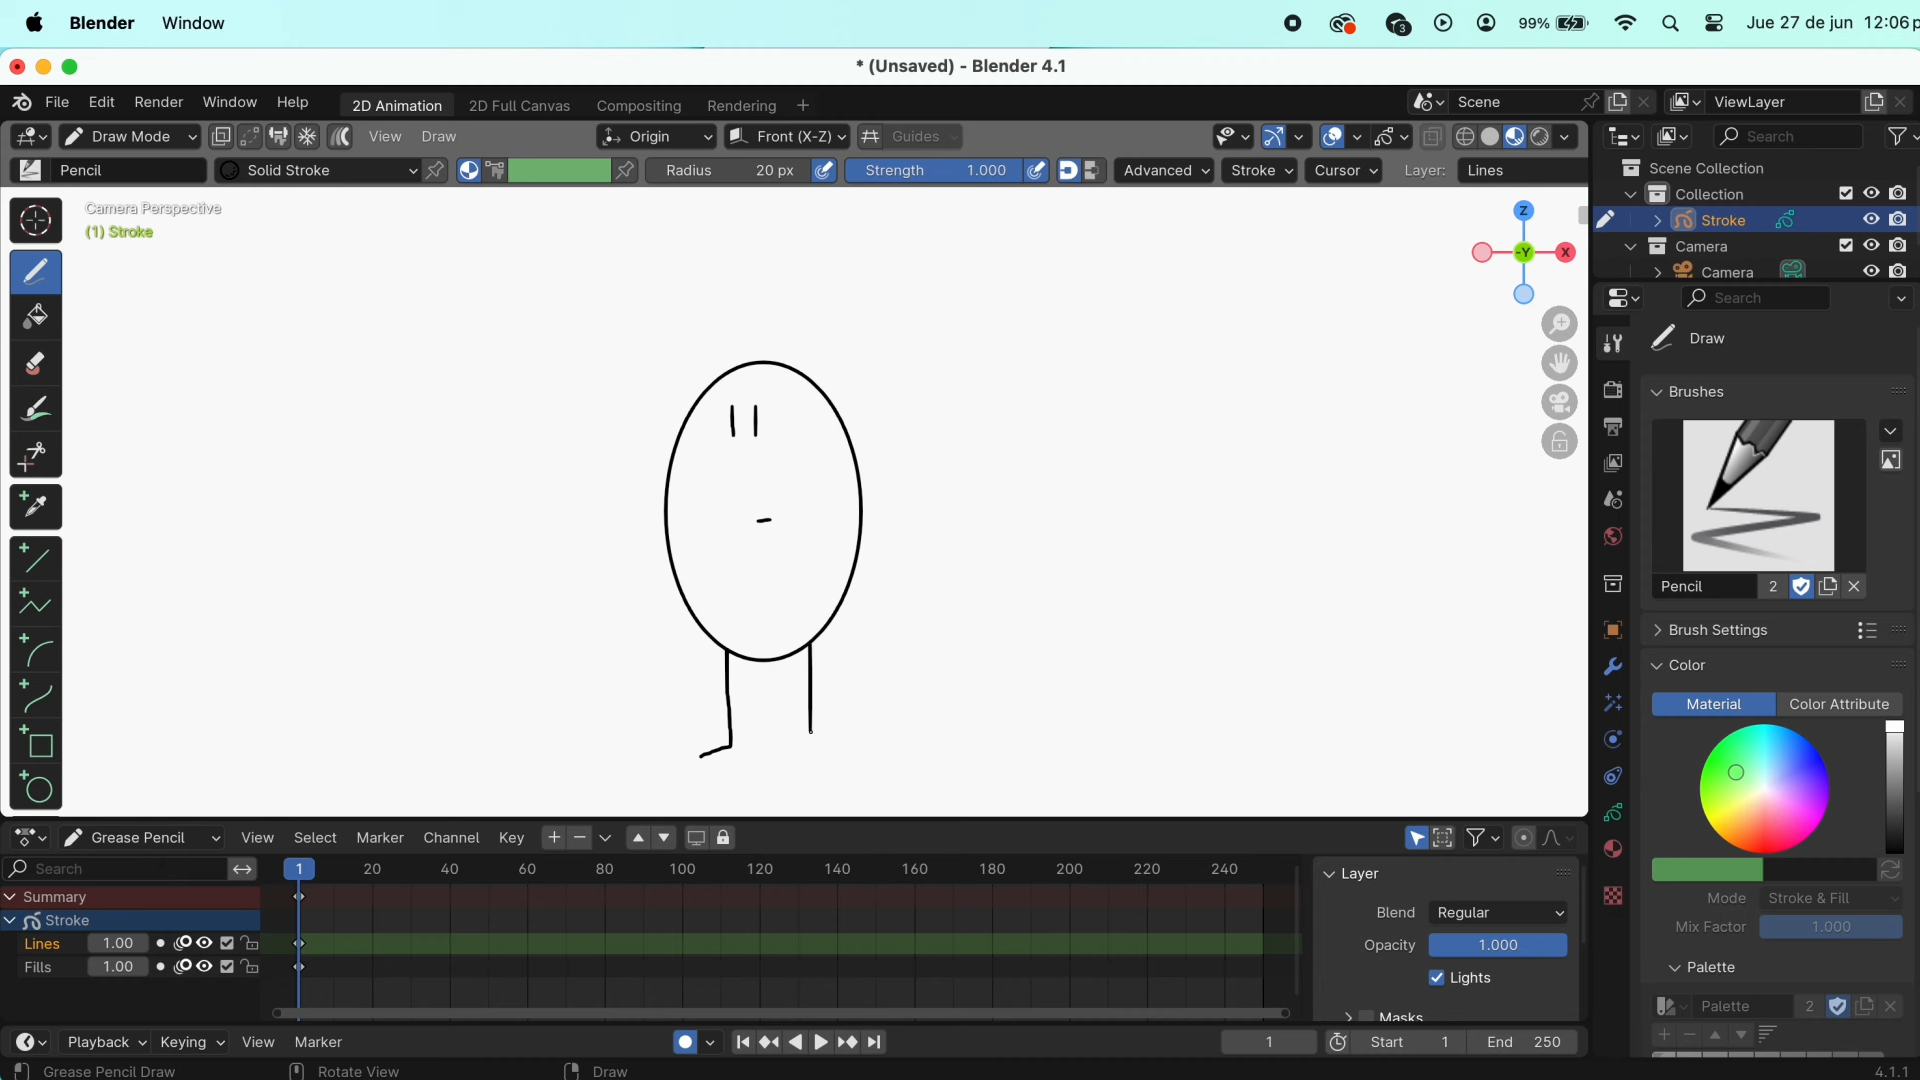 Blender Window 3 99% Jue 27 de jun 12:06 p
* (Unsaved) - Blender 4.1
File Edit Render Window Help 2D Animation 2D Full Canvas Compositing Rendering + Scene ViewLayer
Draw Mode View Draw Origin Front (X-Z) Guides Search
Pencil Solid Stroke Radius 20 px Strength 1.000 Advanced Stroke Cursor Layer: Lines
Scene Collection
Collection
Stroke
Camera
Camera
Camera Perspective
(1) Stroke
Z
-Y X
Search
Draw
Brushes
Pencil 2
Brush Settings
Color
Material Color Attribute
Mode Stroke & Fill
Mix Factor 1.000
Palette
Palette 2
Grease Pencil View Select Marker Channel Key
Search 1 20 40 60 80 100 120 140 160 180 200 220 240
Summary
Stroke
Lines 1.00
Fills 1.00
Layer
Blend Regular
Opacity 1.000
Lights
Masks
Playback Keying View Marker 1 Start 1 End 250
Grease Pencil Draw Rotate View Draw 4.1.1